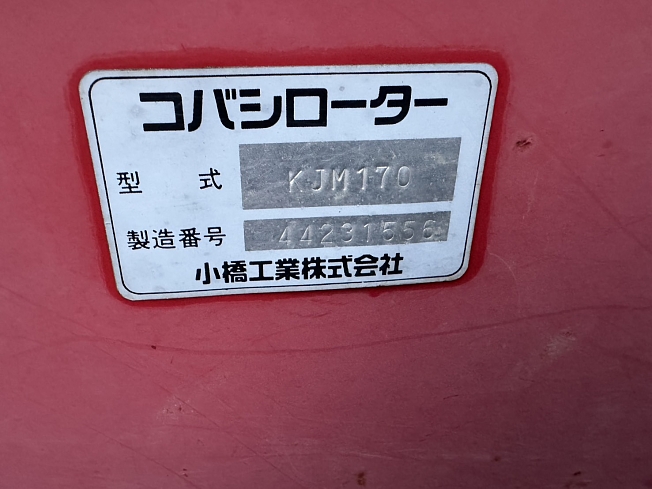 コバシローター
型 式 KJM170
製造番号 44231556
小橋工業株式会社